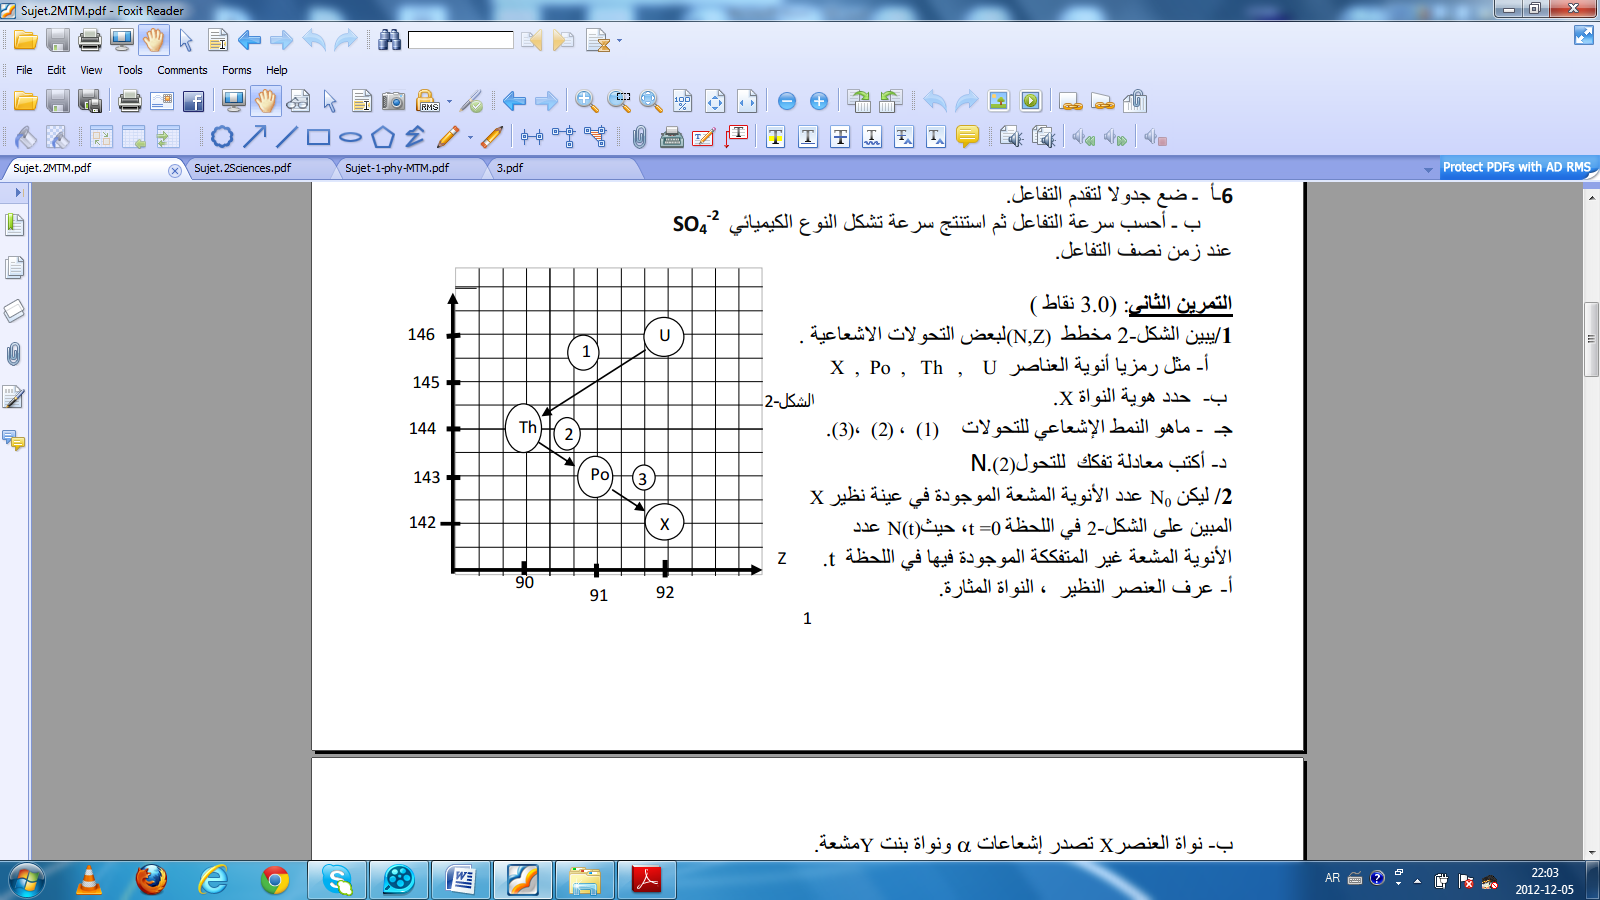 Sujet.2MTM.pdf - Foxit Reader
File Edit View Tools Comments Forms Help
Sujet.2MTM.pdf Sujet.2Sciences.pdf Sujet-1-phy-MTM.pdf 3.pdf Protect PDFs with AD RMS
6ـأ ـ ضع جدولا لتقدم التفاعل.
ب ـ أحسب سرعة التفاعل ثم استنتج سرعة تشكل النوع الكيميائي SO₄⁻²
عند زمن نصف التفاعل.
التمرين الثاني: (3.0 نقاط )
1/يبين الشكل-2 مخطط (N,Z)لبعض التحولات الاشعاعية .
أ- مثل رمزيا أنوية العناصر X , Po , Th , U
ب- حدد هوية النواة X.
جـ - ماهو النمط الإشعاعي للتحولات (1) ، (2) ،(3).
د- أكتب معادلة تفكك للتحول(2).N
2/ ليكن N₀ عدد الأنوية المشعة الموجودة في عينة نظير X
المبين على الشكل-2 في اللحظة t =0، حيثN(t) عدد
الأنوية المشعة غير المتفككة الموجودة فيها في اللحظة t.
أ- عرف العنصر النظير ، النواة المثارة.
الشكل-2
146
145
144
143
142
U
1
Th
2
Po
3
X
Z
90
91
92
1
ب- نواة العنصرX تصدر إشعاعات α ونواة بنت Yمشعة.
AR
22:03
2012-12-05